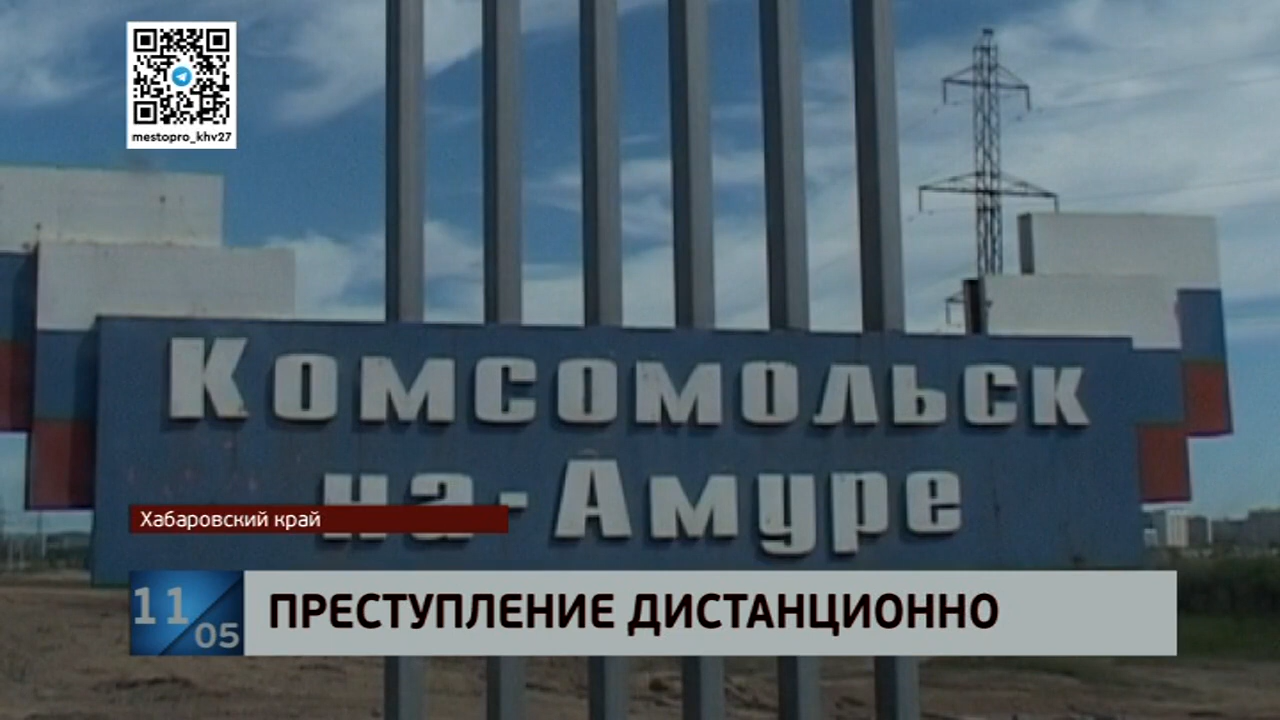 mestopro_khv27
Комсомольск
на-Амуре
Хабаровский край
11
05
ПРЕСТУПЛЕНИЕ ДИСТАНЦИОННО